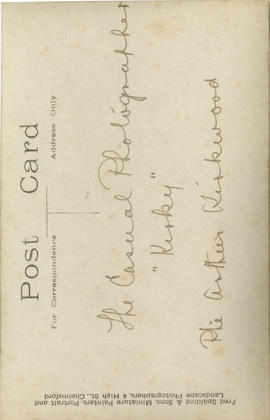 Post Card
For Correspondence
Address Only
The Casual Photographer
"Kirky"
Pte Arthur Kirkwood
Fred Spalding & Sons, Miniature Painters, Portrait and
Landscape Photographers, 4 High St., Chelmsford